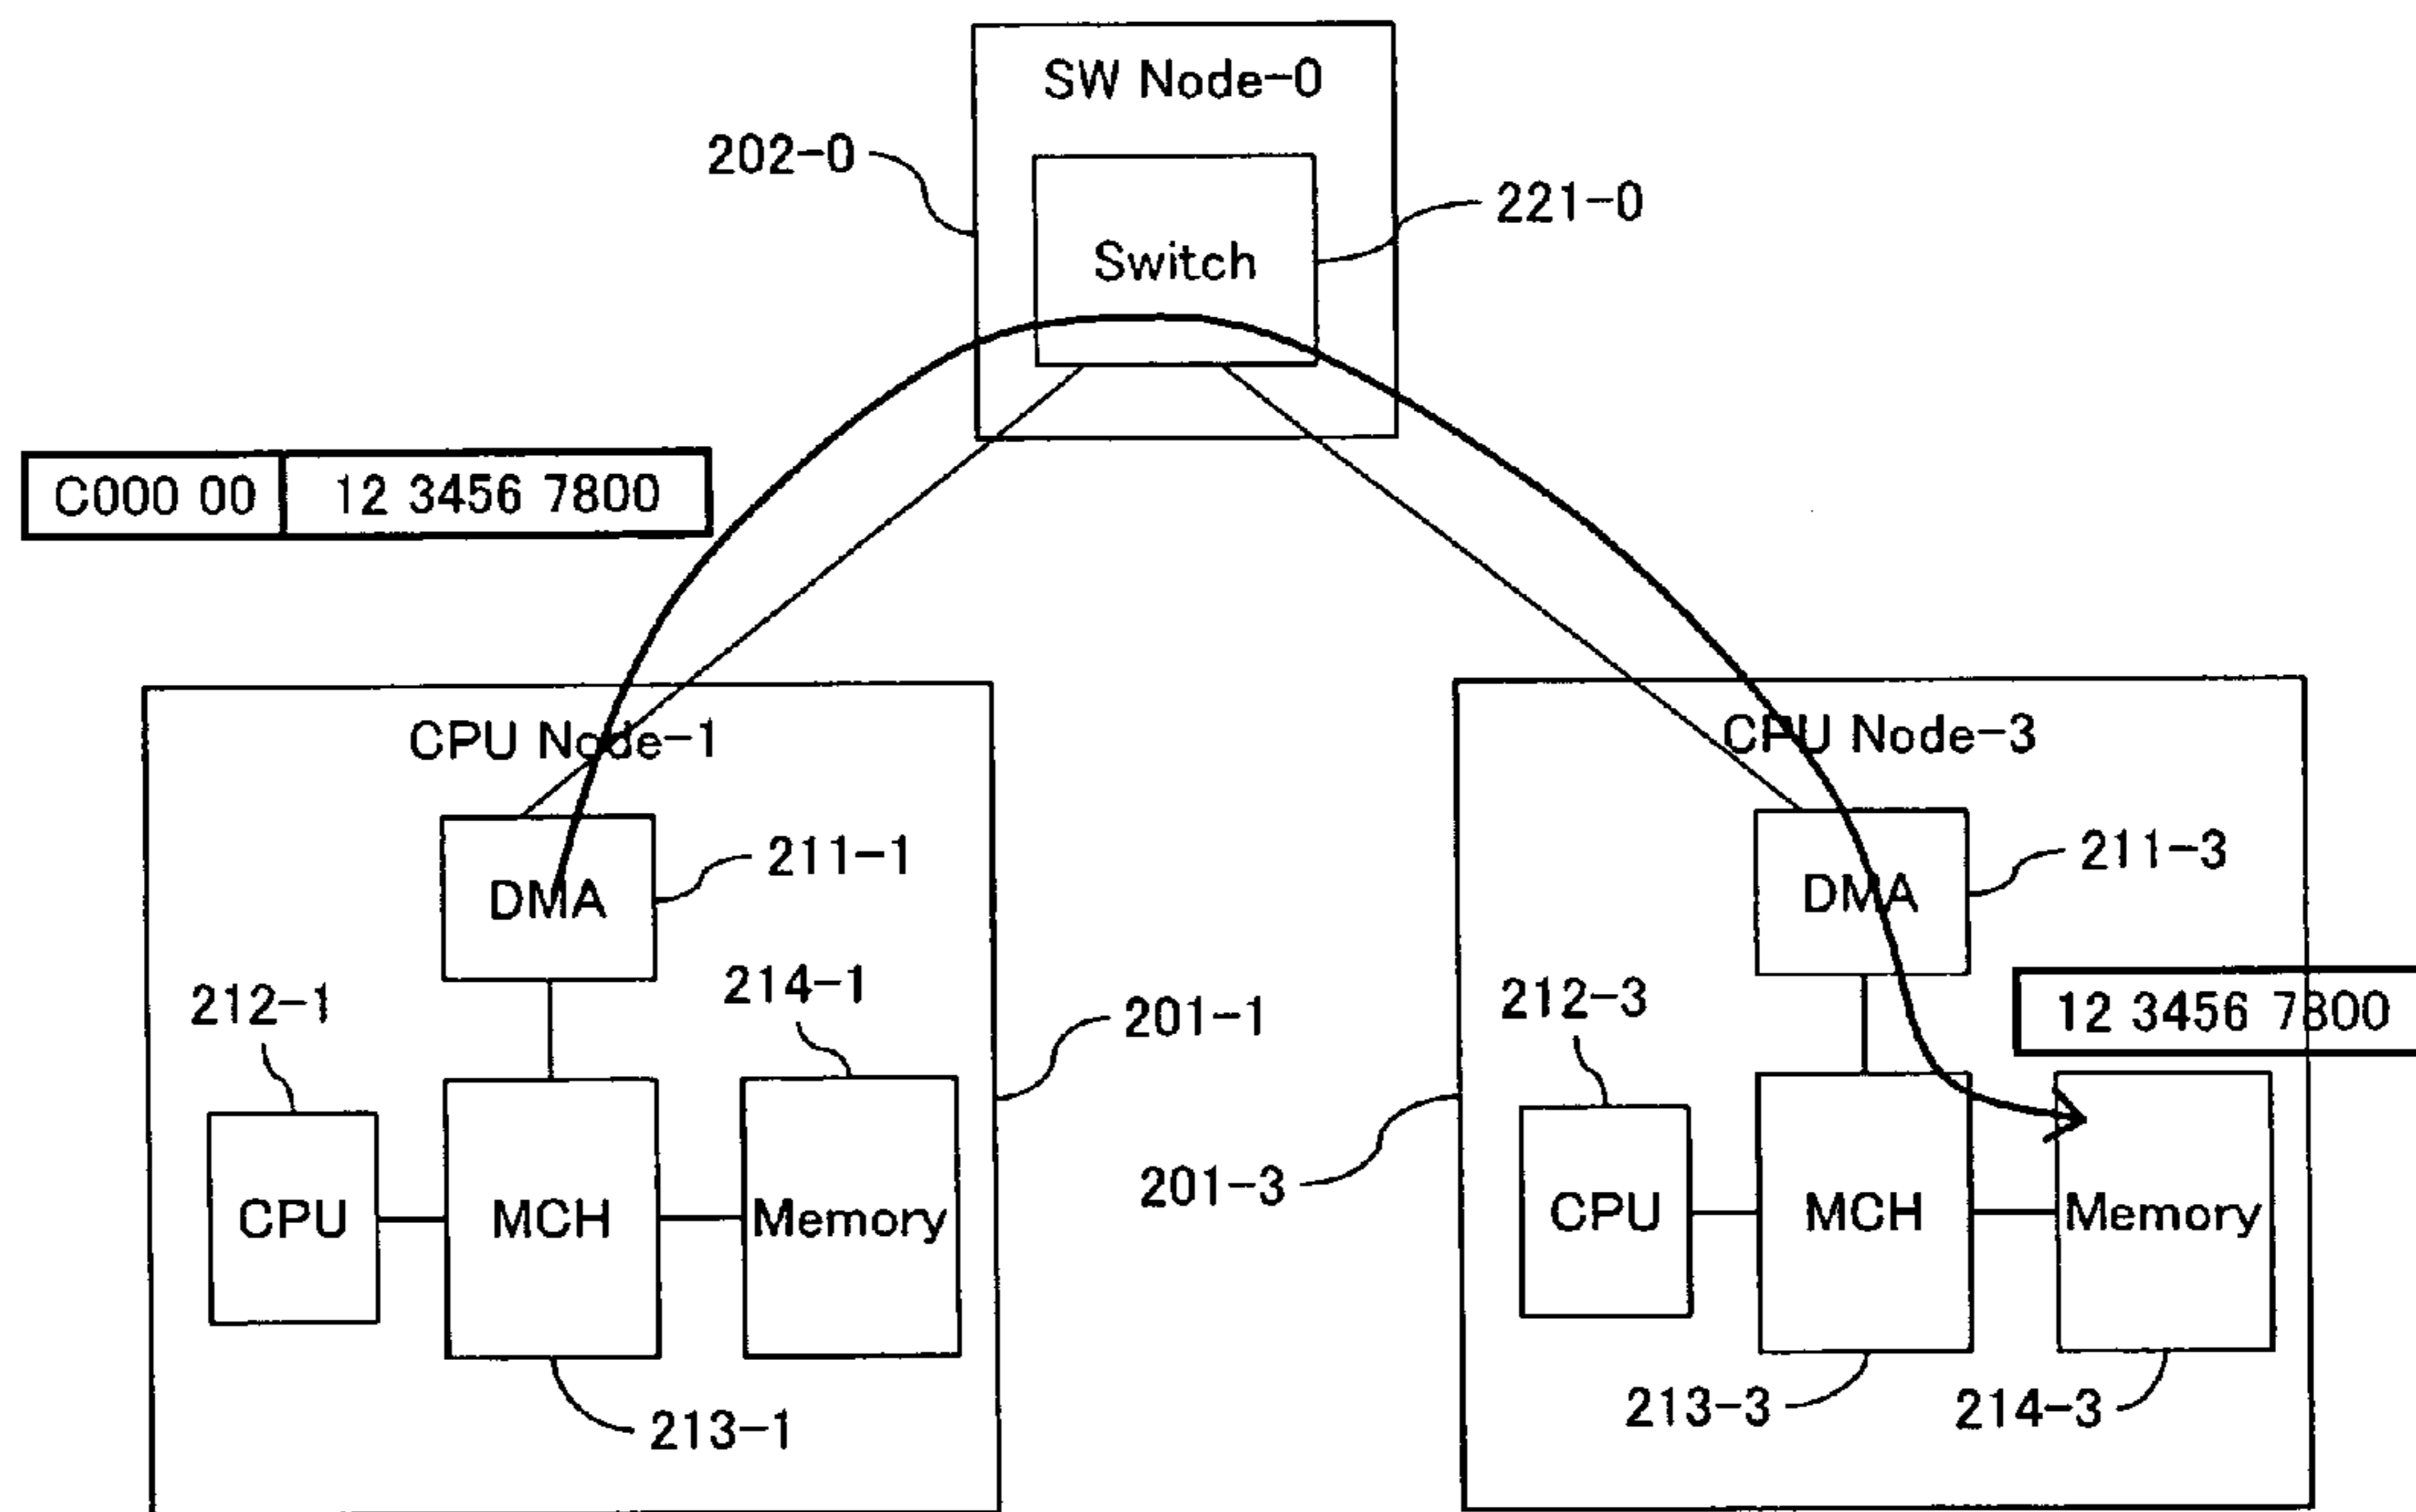 SW Node-0
202-0
221-0
Switch
C000 00 12 3456 7800
CPU Node-1
CPU Node-3
211-1
211-3
DMA
DMA
212-1
214-1
201-1
212-3
12 3456 7800
201-3
CPU
MCH
Memory
CPU
MCH
Memory
213-1
213-3
214-3